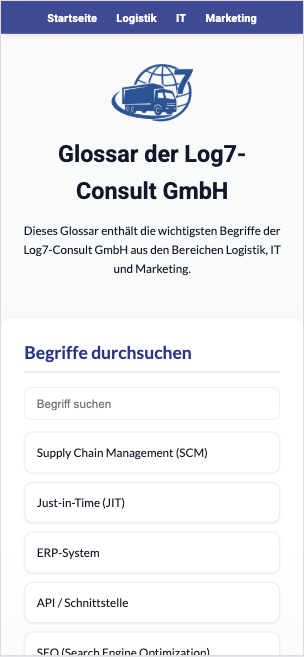 Startseite Logistik IT Marketing
7
Glossar der Log7-
Consult GmbH
Dieses Glossar enthält die wichtigsten Begriffe der
Log7-Consult GmbH aus den Bereichen Logistik, IT
und Marketing.
Begriffe durchsuchen
Begriff suchen
Supply Chain Management (SCM)
Just-in-Time (JIT)
ERP-System
API / Schnittstelle
SEO (Search Engine Optimization)